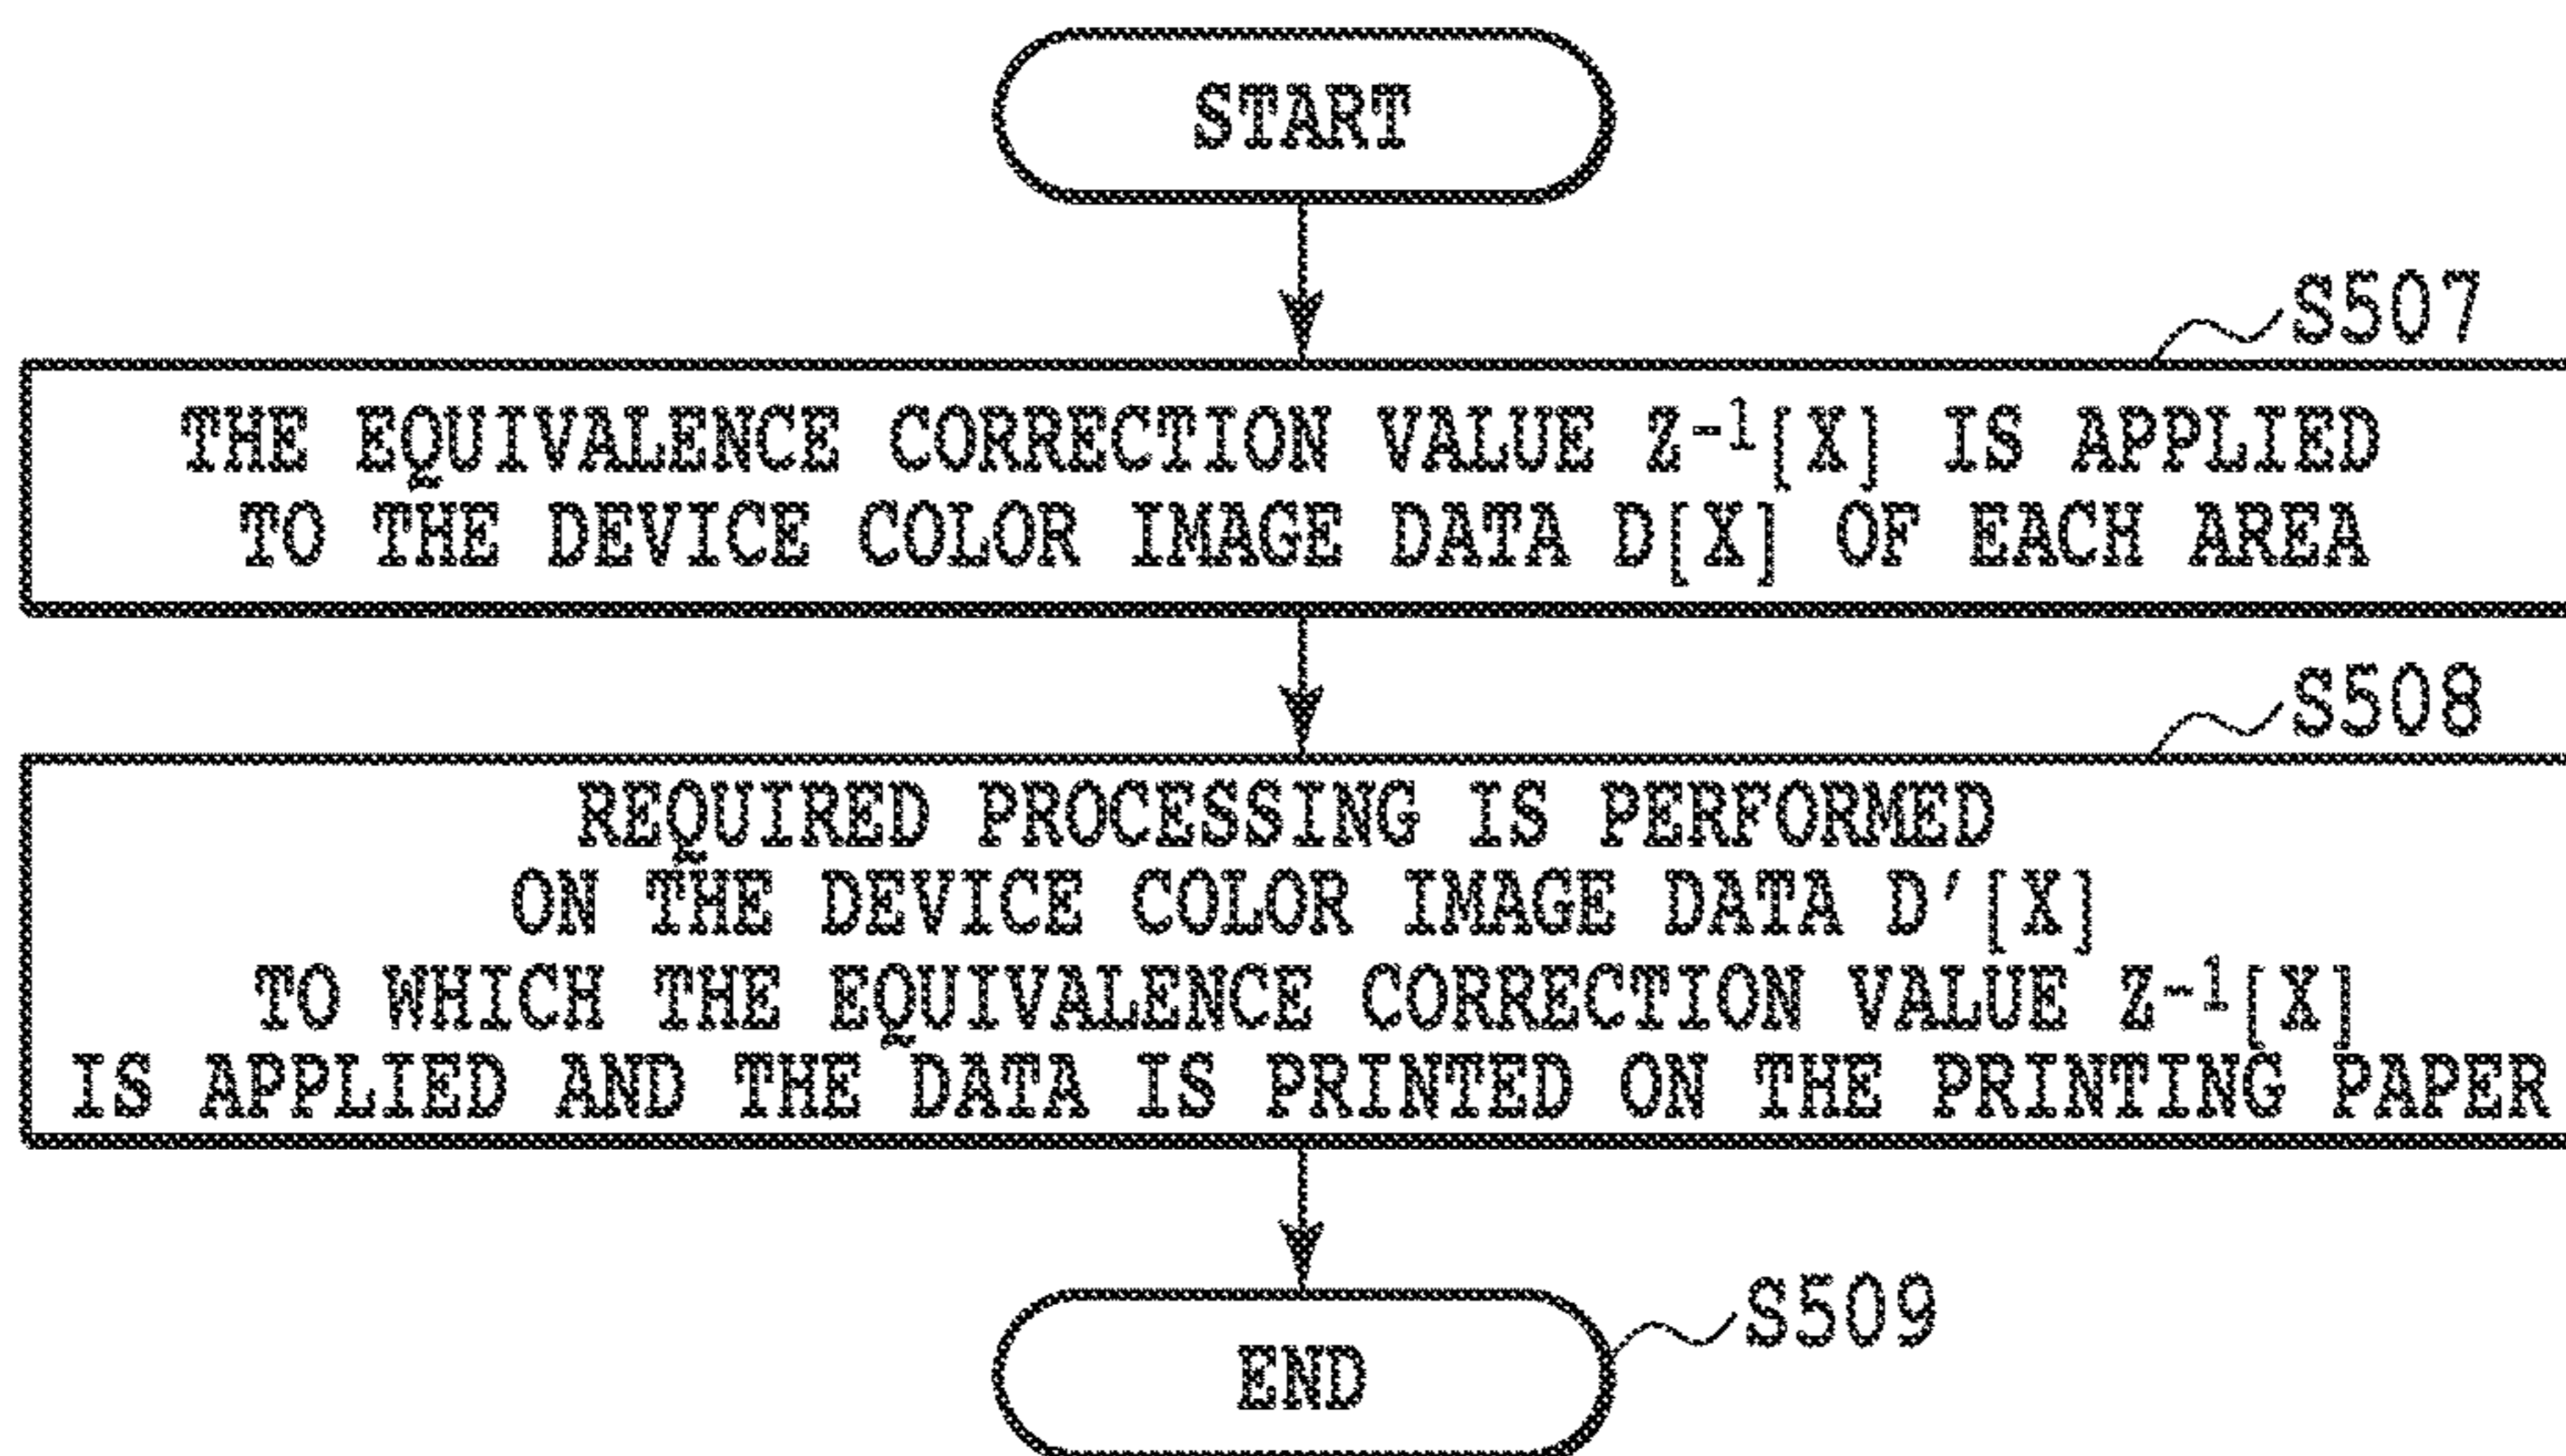 START
S507
THE EQUIVALENCE CORRECTION VALUE Z⁻¹[X] IS APPLIED
TO THE DEVICE COLOR IMAGE DATA D[X] OF EACH AREA
S508
REQUIRED PROCESSING IS PERFORMED
ON THE DEVICE COLOR IMAGE DATA D′[X]
TO WHICH THE EQUIVALENCE CORRECTION VALUE Z⁻¹[X]
IS APPLIED AND THE DATA IS PRINTED ON THE PRINTING PAPER
S509
END